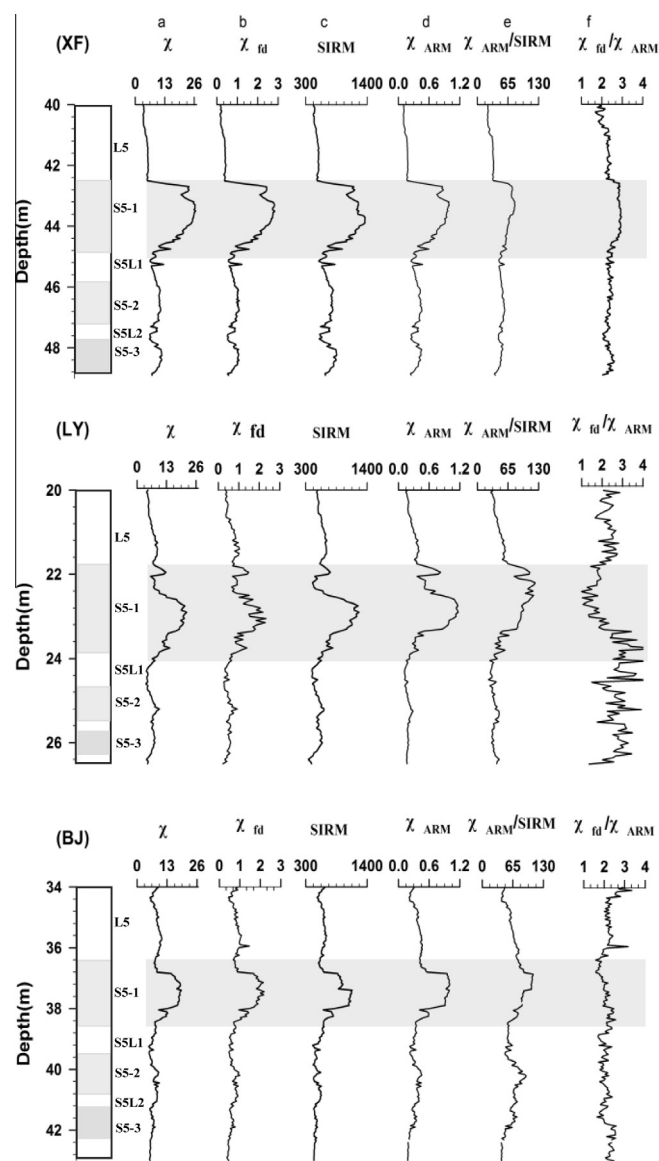 a b c d e f
(XF) χ χ fd SIRM χ ARM χ ARM/SIRM χ fd/χ ARM
0 13 26 0 1 2 3 300 1400 0.0 0.6 1.2 0 65 130 1 2 3 4
40
L5
42
S5-1
44
S5L1
46
S5-2
S5L2
48
S5-3
Depth(m)
(LY) χ χ fd SIRM χ ARM χ ARM/SIRM χ fd/χ ARM
0 13 26 0 1 2 3 300 1400 0.0 0.6 1.2 0 65 130 1 2 3 4
20
L5
22
S5-1
24
S5L1
S5-2
26
S5-3
Depth(m)
(BJ) χ χ fd SIRM χ ARM χ ARM/SIRM χ fd/χ ARM
0 13 26 0 1 2 3 300 1400 0.0 0.6 1.2 0 65 130 1 2 3 4
34
L5
36
S5-1
38
S5L1
40
S5-2
S5L2
42
S5-3
Depth(m)